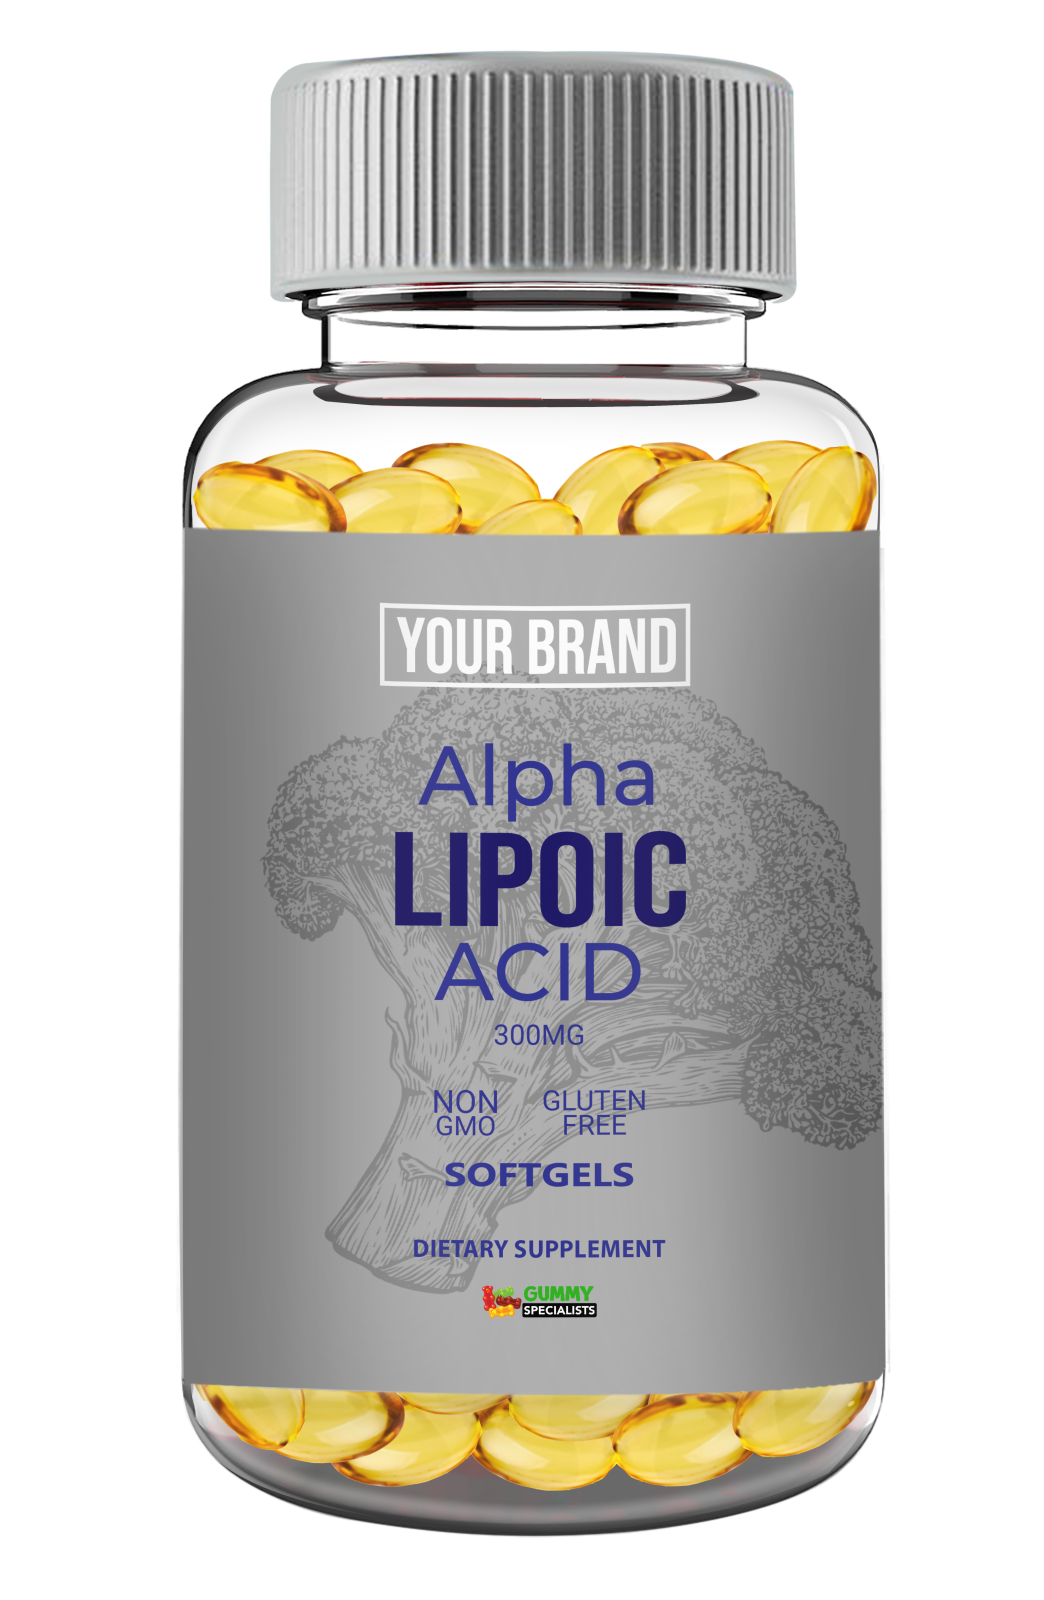 YOUR BRAND
Alpha
LIPOIC
ACID
300MG
NON GMO
GLUTEN FREE
SOFTGELS
DIETARY SUPPLEMENT
GUMMY
SPECIALISTS